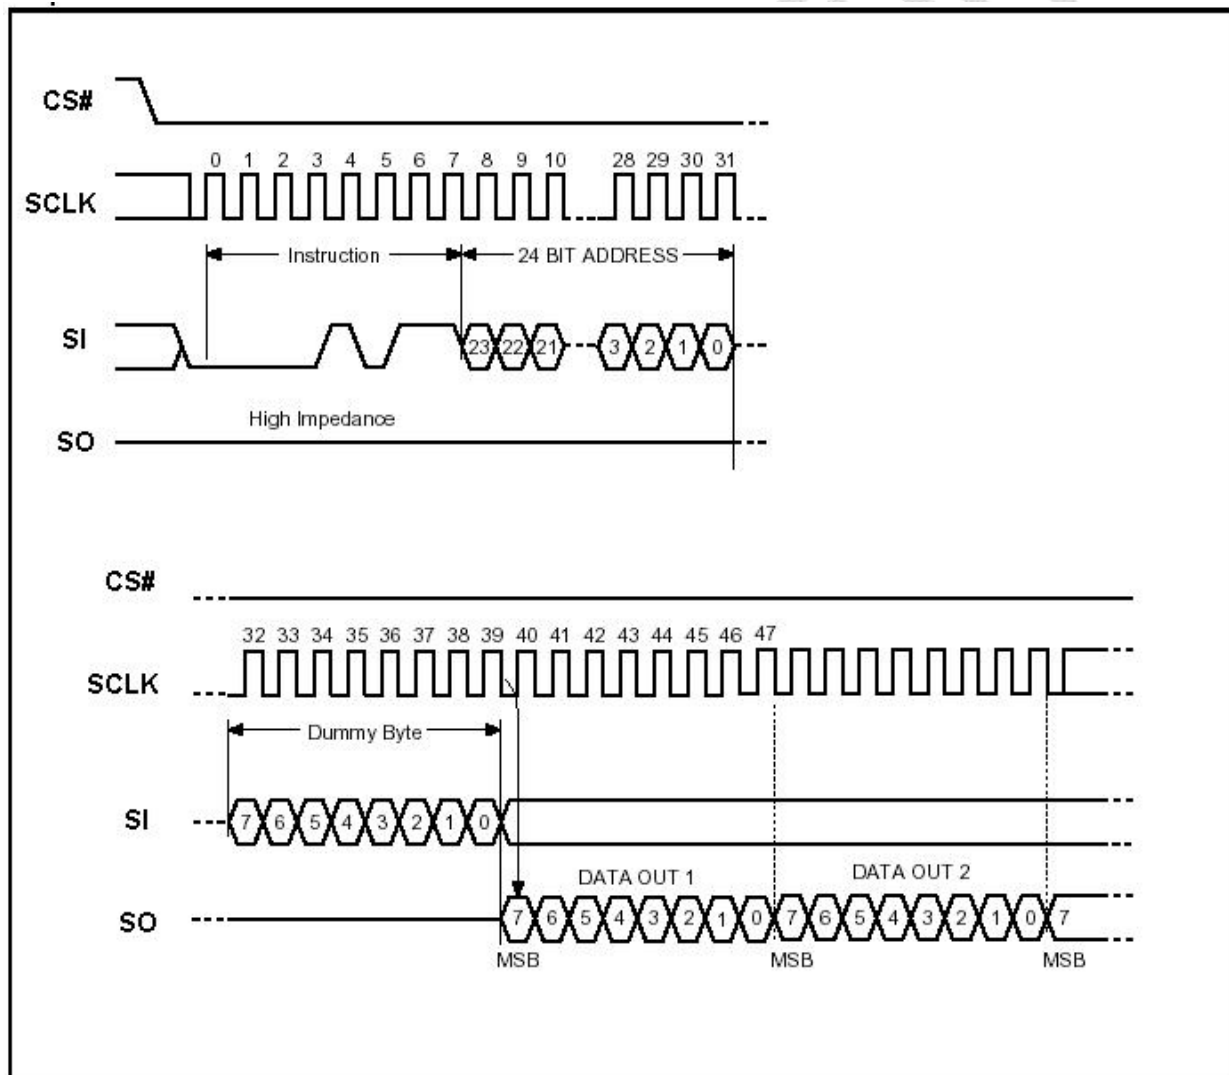 CS#
0 1 2 3 4 5 6 7 8 9 10 28 29 30 31
SCLK
Instruction 24 BIT ADDRESS
SI 23 22 21 3 2 1 0
High Impedance
SO
CS#
32 33 34 35 36 37 38 39 40 41 42 43 44 45 46 47
SCLK
Dummy Byte
SI 7 6 5 4 3 2 1 0
DATA OUT 1 DATA OUT 2
SO 7 6 5 4 3 2 1 0 7 6 5 4 3 2 1 0 7
MSB MSB MSB